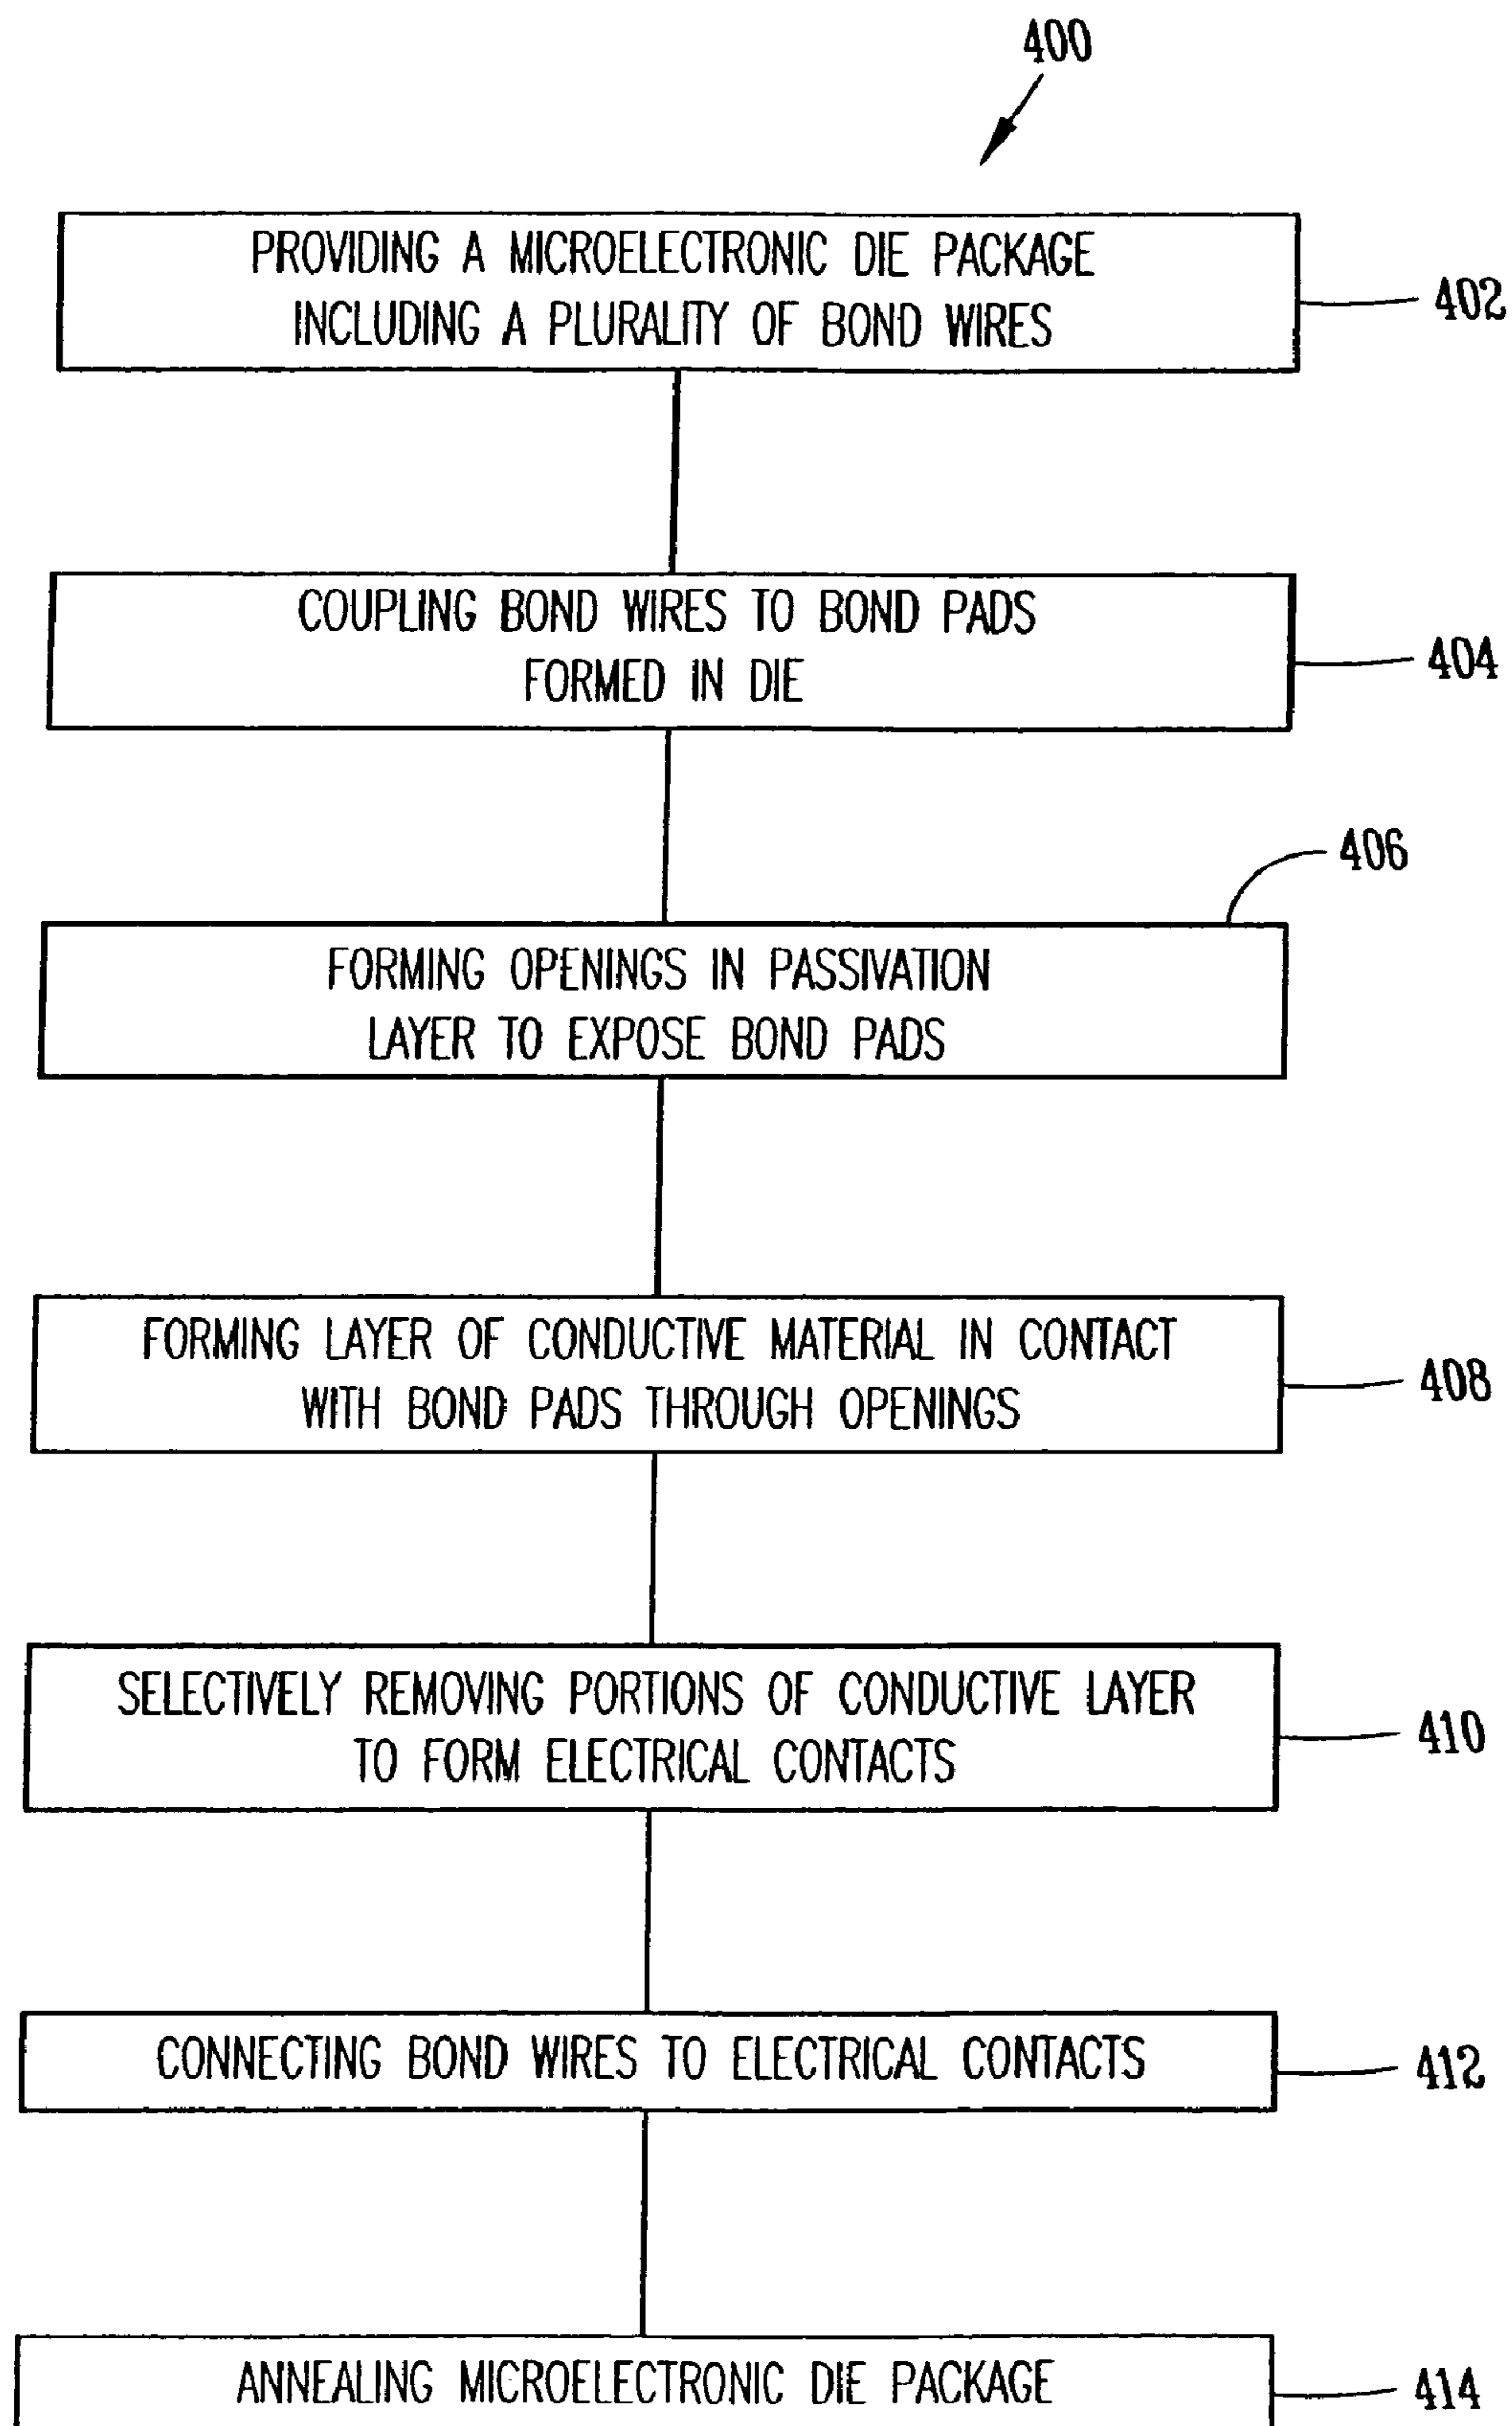 400
PROVIDING A MICROELECTRONIC DIE PACKAGE
INCLUDING A PLURALITY OF BOND WIRES
402
COUPLING BOND WIRES TO BOND PADS
FORMED IN DIE
404
406
FORMING OPENINGS IN PASSIVATION
LAYER TO EXPOSE BOND PADS
FORMING LAYER OF CONDUCTIVE MATERIAL IN CONTACT
WITH BOND PADS THROUGH OPENINGS
408
SELECTIVELY REMOVING PORTIONS OF CONDUCTIVE LAYER
TO FORM ELECTRICAL CONTACTS
410
CONNECTING BOND WIRES TO ELECTRICAL CONTACTS
412
ANNEALING MICROELECTRONIC DIE PACKAGE
414